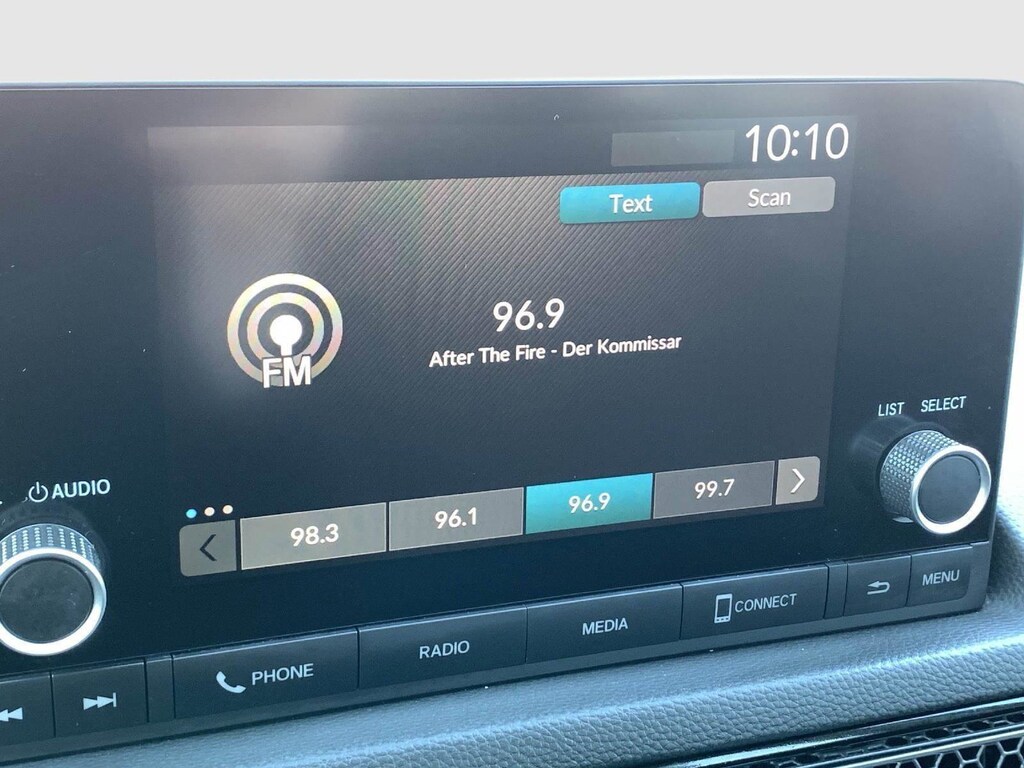 10:10
Text Scan
96.9
FM
After The Fire - Der Kommissar
LIST SELECT
AUDIO
98.3 96.1 96.9 99.7
PHONE RADIO MEDIA CONNECT MENU